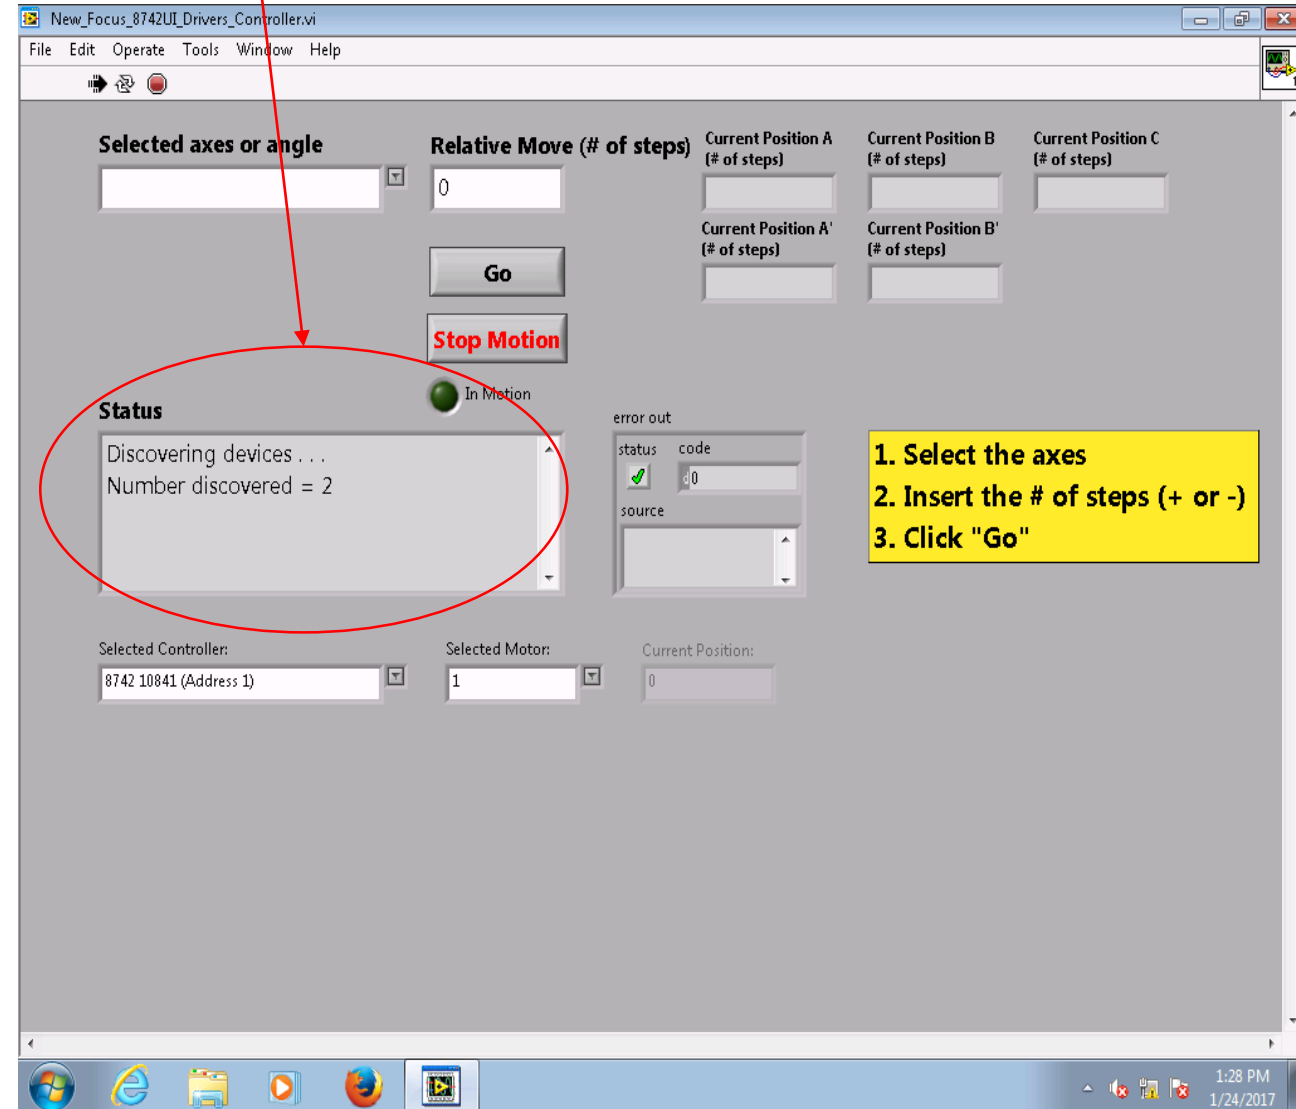 New_Focus_8742UI_Drivers_Controller.vi
File Edit Operate Tools Window Help
Selected axes or angle
Relative Move (# of steps)
0
Current Position A
(# of steps)
Current Position B
(# of steps)
Current Position C
(# of steps)
Current Position A'
(# of steps)
Current Position B'
(# of steps)
Go
Stop Motion
In Motion
Status
Discovering devices . . .
Number discovered = 2
error out
status code
d0
source
1. Select the axes
2. Insert the # of steps (+ or -)
3. Click "Go"
Selected Controller:
8742 10841 (Address 1)
Selected Motor:
1
Current Position:
0
1:28 PM
1/24/2017